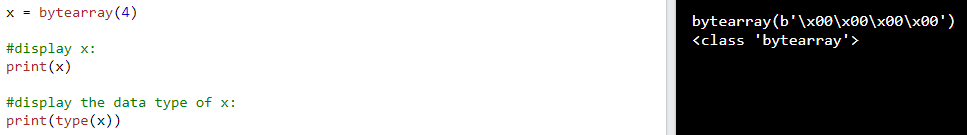 x = bytearray(4)
#display x:
print(x)
#display the data type of x:
print(type(x))
bytearray(b'\x00\x00\x00\x00')
<class 'bytearray'>